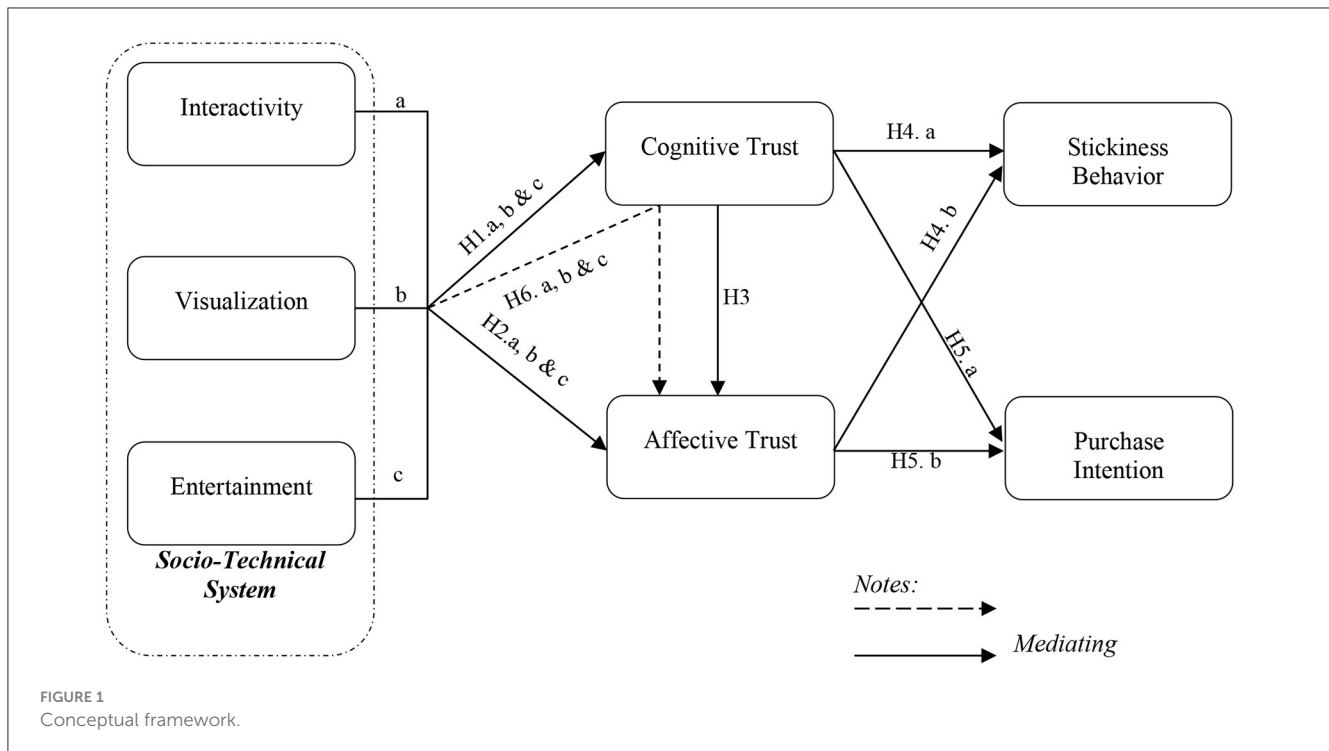 Interactivity
a
Visualization
b
Entertainment
c
Socio-Technical
System
H1.a, b & c
H6. a, b & c
H2.a, b & c
Cognitive Trust
H3
Affective Trust
H4. a
H4. b
H5. a
H5. b
Stickiness
Behavior
Purchase
Intention
Notes:
Mediating
FIGURE 1
Conceptual framework.